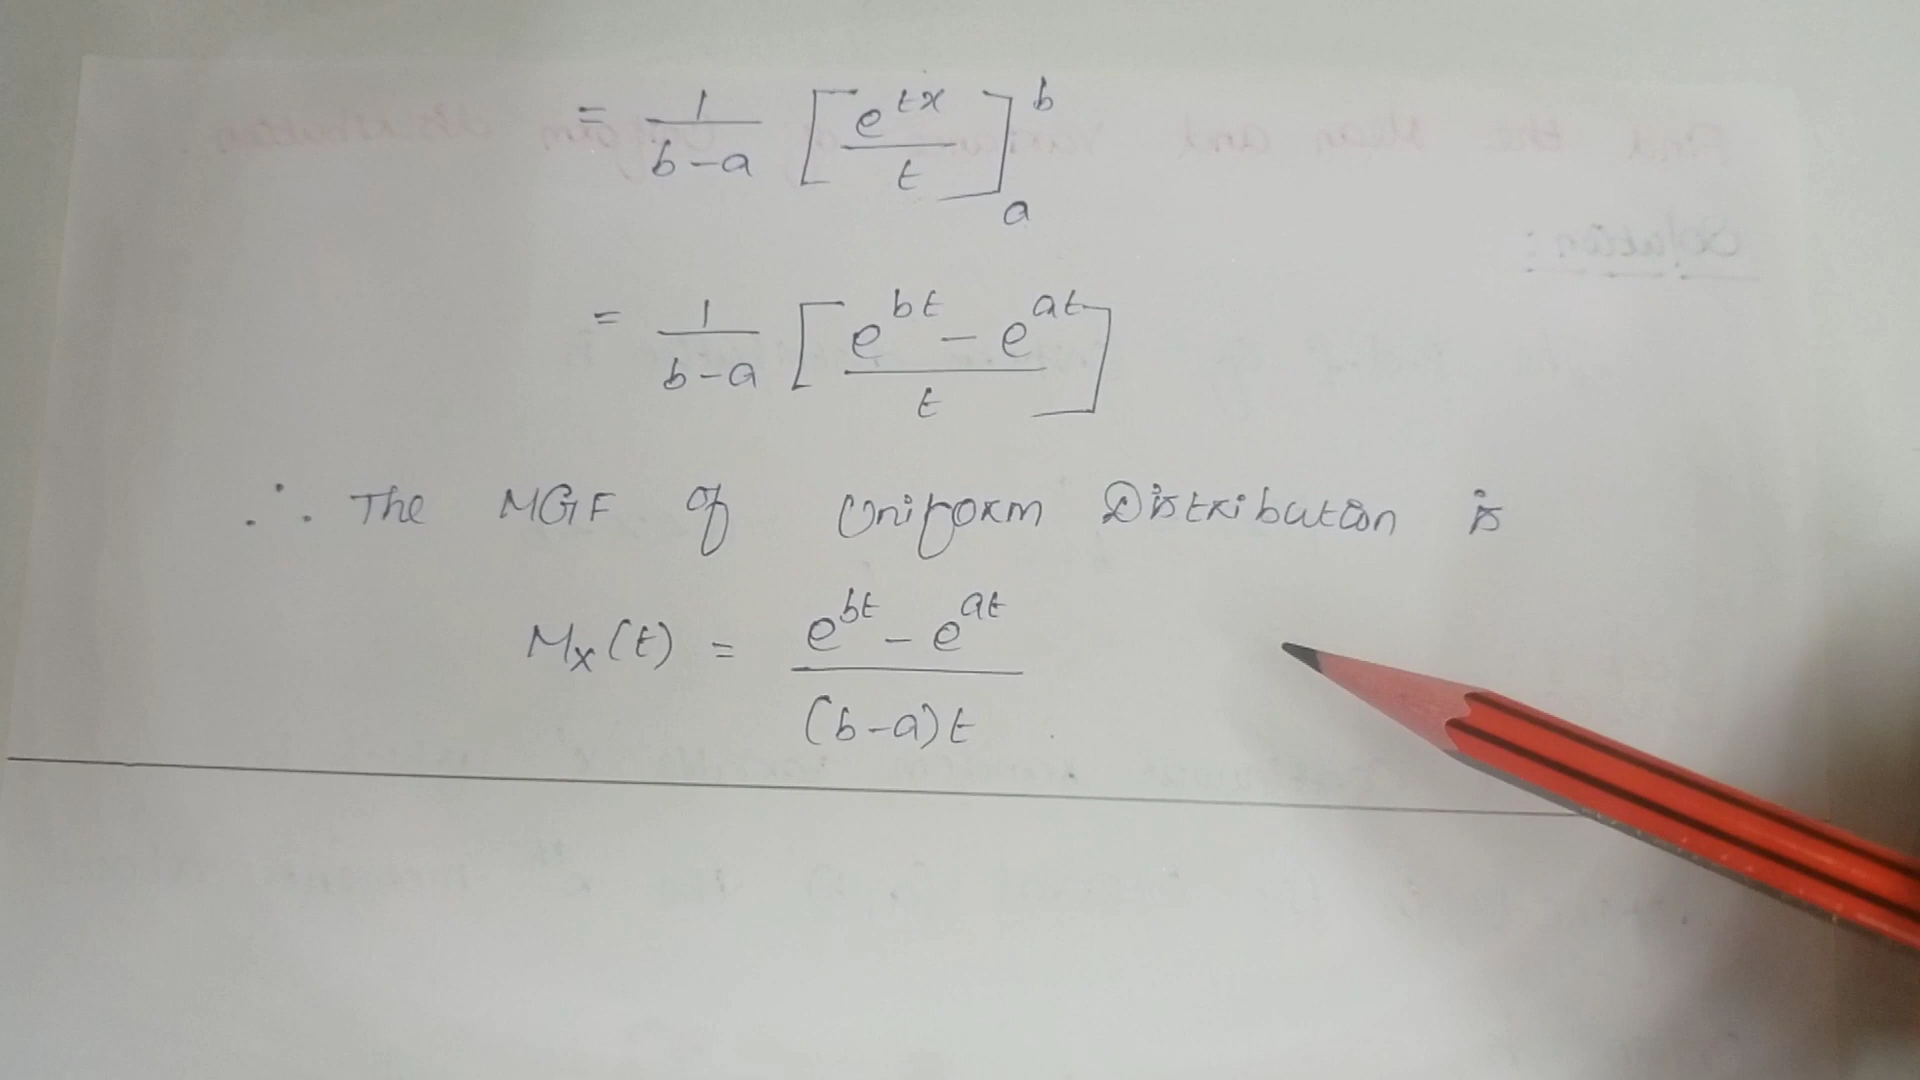 = 1/(b-a) [e^{tx}/t]_a^b
= 1/(b-a) [(e^{bt} - e^{at})/t]
∴ The MGF of Uniform Distribution is
M_X(t) = (e^{bt} - e^{at})/((b-a)t)